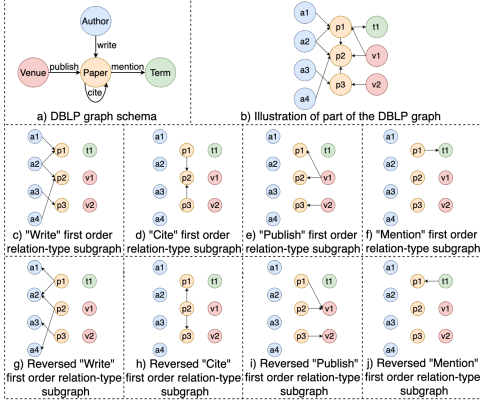 Author
write
publish
mention
Venue
Paper
Term
cite
a) DBLP graph schema
a1
p1
t1
a2
p2
v1
a3
p3
v2
a4
b) Illustration of part of the DBLP graph
a1
p1
t1
a2
p2
v1
a3
p3
v2
a4
c) "Write" first order
relation-type subgraph
a1
p1
t1
a2
p2
v1
a3
p3
v2
a4
d) "Cite" first order
relation-type subgraph
a1
p1
t1
a2
p2
v1
a3
p3
v2
a4
e) "Publish" first order
relation-type subgraph
a1
p1
t1
a2
p2
v1
a3
p3
v2
a4
f) "Mention" first order
relation-type subgraph
a1
p1
t1
a2
p2
v1
a3
p3
v2
a4
g) Reversed "Write"
first order relation-type
subgraph
a1
p1
t1
a2
p2
v1
a3
p3
v2
a4
h) Reversed "Cite"
first order relation-type
subgraph
a1
p1
t1
a2
p2
v1
a3
p3
v2
a4
i) Reversed "Publish"
first order relation-type
subgraph
a1
p1
t1
a2
p2
v1
a3
p3
v2
a4
j) Reversed "Mention"
first order relation-type
subgraph